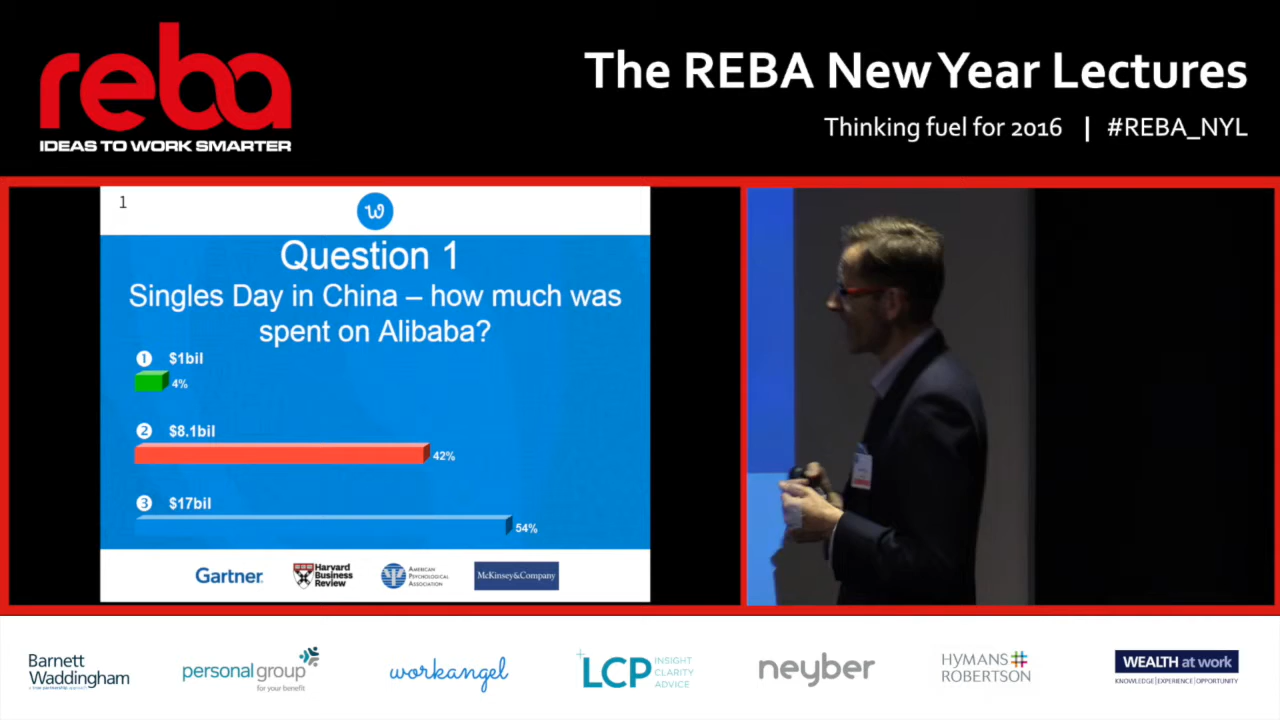 reba
IDEAS TO WORK SMARTER
The REBA New Year Lectures
Thinking fuel for 2016 | #REBA_NYL
1
w
Question 1
Singles Day in China – how much was
spent on Alibaba?
1 $1bil
4%
2 $8.1bil
42%
3 $17bil
54%
Gartner
Harvard
Business
Review
AMERICAN
PSYCHOLOGICAL
ASSOCIATION
McKinsey&Company
Barnett
Waddingham
personal group
for your benefit
workangel
LCP INSIGHT
CLARITY
ADVICE
neyber
HYMANS #
ROBERTSON
WEALTH at work
KNOWLEDGE|EXPERIENCE|OPPORTUNITY